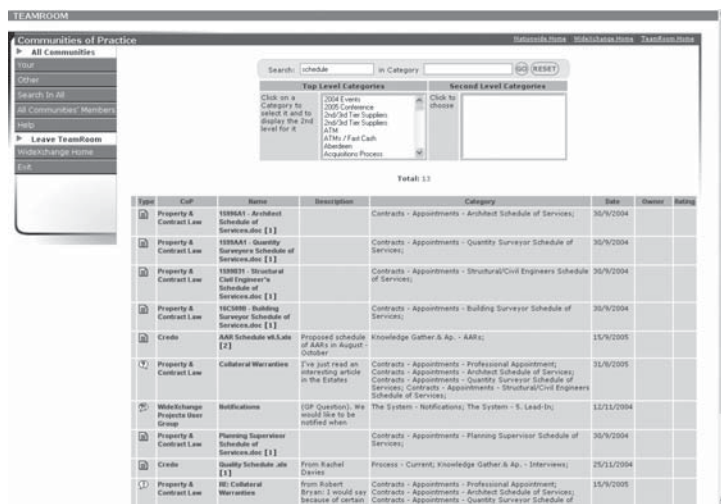 TEAMROOM
Communities of Practice
Nationwide Home WideXchange Home TeamRoom Home
All Communities
Your
Other
Search In All
All Communities' Members
Help
Leave TeamRoom
WideXchange Home
Exit
Search: schedule in Category GO RESET
Top Level Categories Second Level Categories
Click on a
Category to
select it and to
display the 2nd
level for it
2004 Events
2005 Conference
2nd/3rd Tier Suppliers
2nd/3rd Tier Suppliers
ATM
ATMs / Fast Cash
Aberdeen
Acquisitions Process
Click to
choose
Total: 13
Type CoP Name Description Category Date Owner Rating
Property &
Contract Law
Architect
Schedule of
Services.doc [1]
Contracts - Appointments - Architect Schedule of Services;
30/9/2004
Property &
Contract Law
Quantity
Surveyors Schedule of
Services.doc [1]
Contracts - Appointments - Quantity Surveyor Schedule of
Services;
30/9/2004
Property &
Contract Law
Structural
Civil Engineer's
Schedule of
Services.doc [1]
Contracts - Appointments - Structural/Civil Engineers Schedule
of Services;
30/9/2004
Property &
Contract Law
Building
Surveyor Schedule of
Services.doc [1]
Contracts - Appointments - Building Surveyor Schedule of
Services;
30/9/2004
Credo
AAR Schedule
[2]
Proposed schedule
of AARs in August -
October
Knowledge Gather.& Ap. - AARs;
15/9/2005
Property &
Contract Law
Collateral Warranties
I've just read an
interesting article
in the Estates
Contracts - Appointments - Professional Appointment;
Contracts - Appointments - Architect Schedule of Services;
Contracts - Appointments - Quantity Surveyor Schedule of
Services; Contracts - Appointments - Structural/Civil Engineers
Schedule of Services;
31/8/2005
WideXchange
Projects User
Group
Notifications
(GP Question). We
would like to be
notified when
The System - Notifications; The System - 5. Lead-In;
12/11/2004
Property &
Contract Law
Planning Supervisor
Schedule of
Services.doc [1]
Contracts - Appointments - Planning Supervisor Schedule of
Services;
30/9/2004
Credo
Quality Schedule
[1]
From Rachel
Davies
Process - Current; Knowledge Gather.& Ap. - Interviews;
25/11/2004
Property &
Contract Law
RE: Collateral
Warranties
from Robert
Bryan: I would say
because of certain
Contracts - Appointments - Professional Appointment;
Contracts - Appointments - Architect Schedule of Services;
Contracts - Appointments - Quantity Surveyor Schedule of
15/9/2005